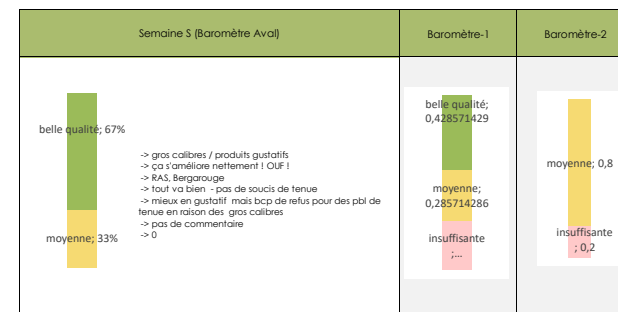 Semaine S (Baromètre Aval)
Baromètre-1
Baromètre-2
belle qualité; 67%
moyenne; 33%
-> gros calibres / produits gustatifs
-> ça s'améliore nettement ! OUF !
-> RAS, Bergarouge
-> tout va bien - pas de soucis de tenue
-> mieux en gustatif mais bcp de refus pour des pbl de
tenue en raison des gros calibres
-> pas de commentaire
-> 0
belle qualité;
0,428571429
moyenne;
0,285714286
insuffisante
;...
moyenne; 0,8
insuffisante
; 0,2